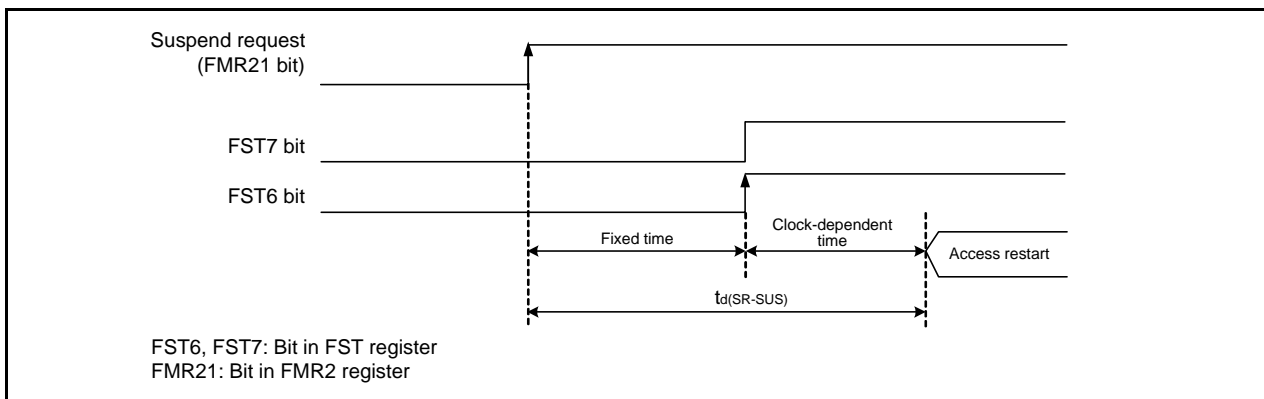 Suspend request
(FMR21 bit)
FST7 bit
FST6 bit
Fixed time
Clock-dependent
time
Access restart
td(SR-SUS)
FST6, FST7: Bit in FST register
FMR21: Bit in FMR2 register